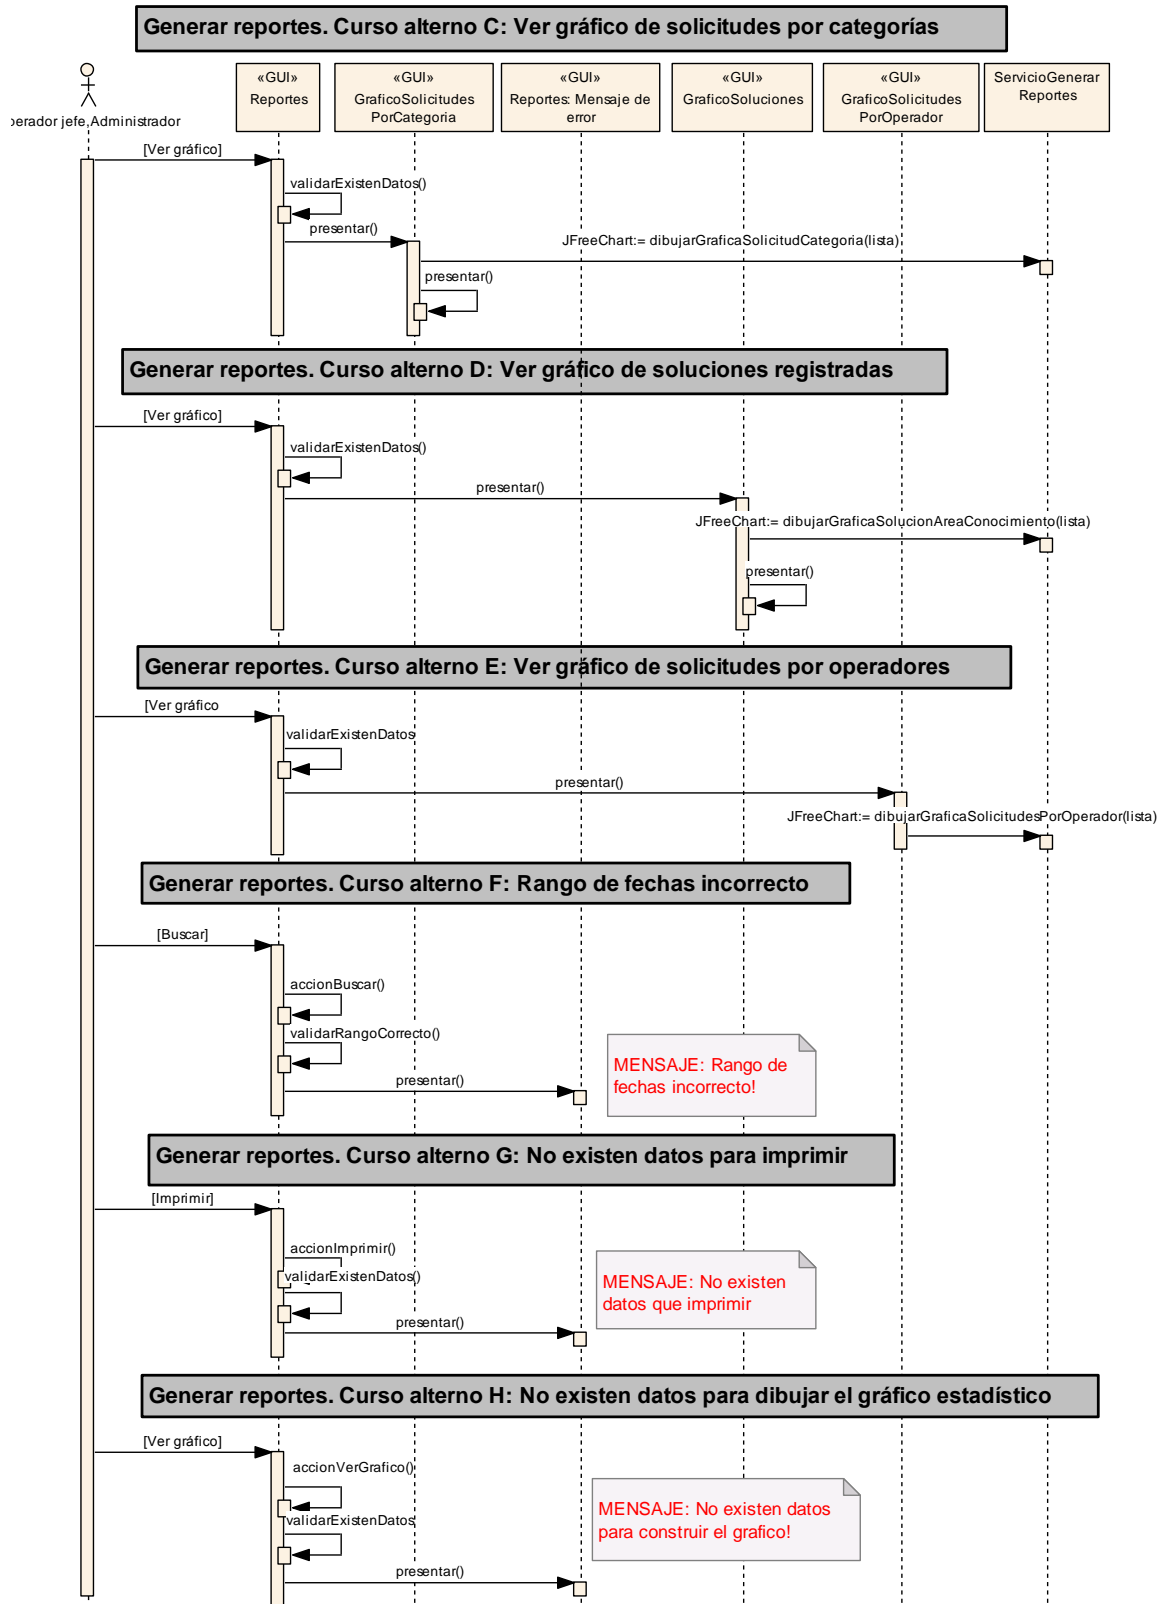 Generar reportes. Curso alterno C: Ver gráfico de solicitudes por categorías
«GUI»
Reportes
«GUI»
GraficoSolicitudes
PorCategoria
«GUI»
Reportes: Mensaje de
error
«GUI»
GraficoSoluciones
«GUI»
GraficoSolicitudes
PorOperador
ServicioGenerar
Reportes
perador jefe,Administrador
[Ver gráfico]
validarExistenDatos()
presentar()
JFreeChart:= dibujarGraficaSolicitudCategoria(lista)
presentar()
Generar reportes. Curso alterno D: Ver gráfico de soluciones registradas
[Ver gráfico]
validarExistenDatos()
presentar()
JFreeChart:= dibujarGraficaSolucionAreaConocimiento(lista)
presentar()
Generar reportes. Curso alterno E: Ver gráfico de solicitudes por operadores
[Ver gráfico
validarExistenDatos
presentar()
JFreeChart:= dibujarGraficaSolicitudesPorOperador(lista)
Generar reportes. Curso alterno F: Rango de fechas incorrecto
[Buscar]
accionBuscar()
validarRangoCorrecto()
presentar()
MENSAJE: Rango de
fechas incorrecto!
Generar reportes. Curso alterno G: No existen datos para imprimir
[Imprimir]
accionImprimir()
validarExistenDatos()
presentar()
MENSAJE: No existen
datos que imprimir
Generar reportes. Curso alterno H: No existen datos para dibujar el gráfico estadístico
[Ver gráfico]
accionVerGrafico()
validarExistenDatos
presentar()
MENSAJE: No existen datos
para construir el grafico!